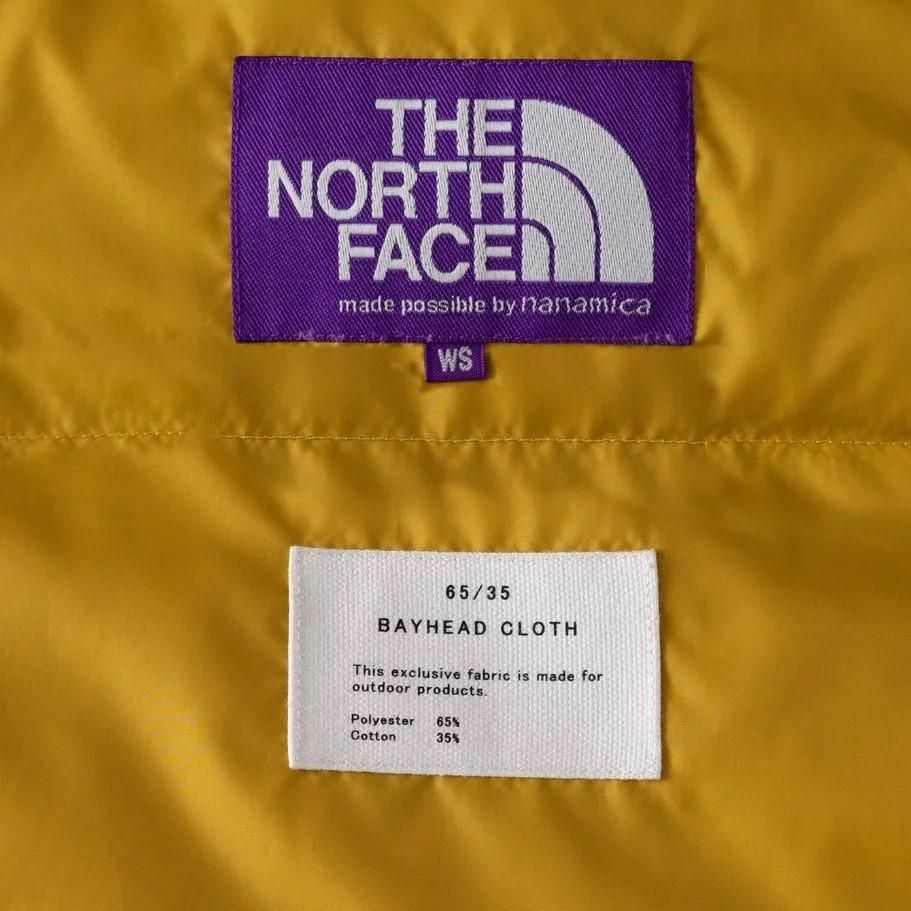 THE
NORTH
FACE
made possible by nanamica
WS
65/35
BAYHEAD CLOTH
This exclusive fabric is made for
outdoor products.
Polyester 65%
Cotton 35%